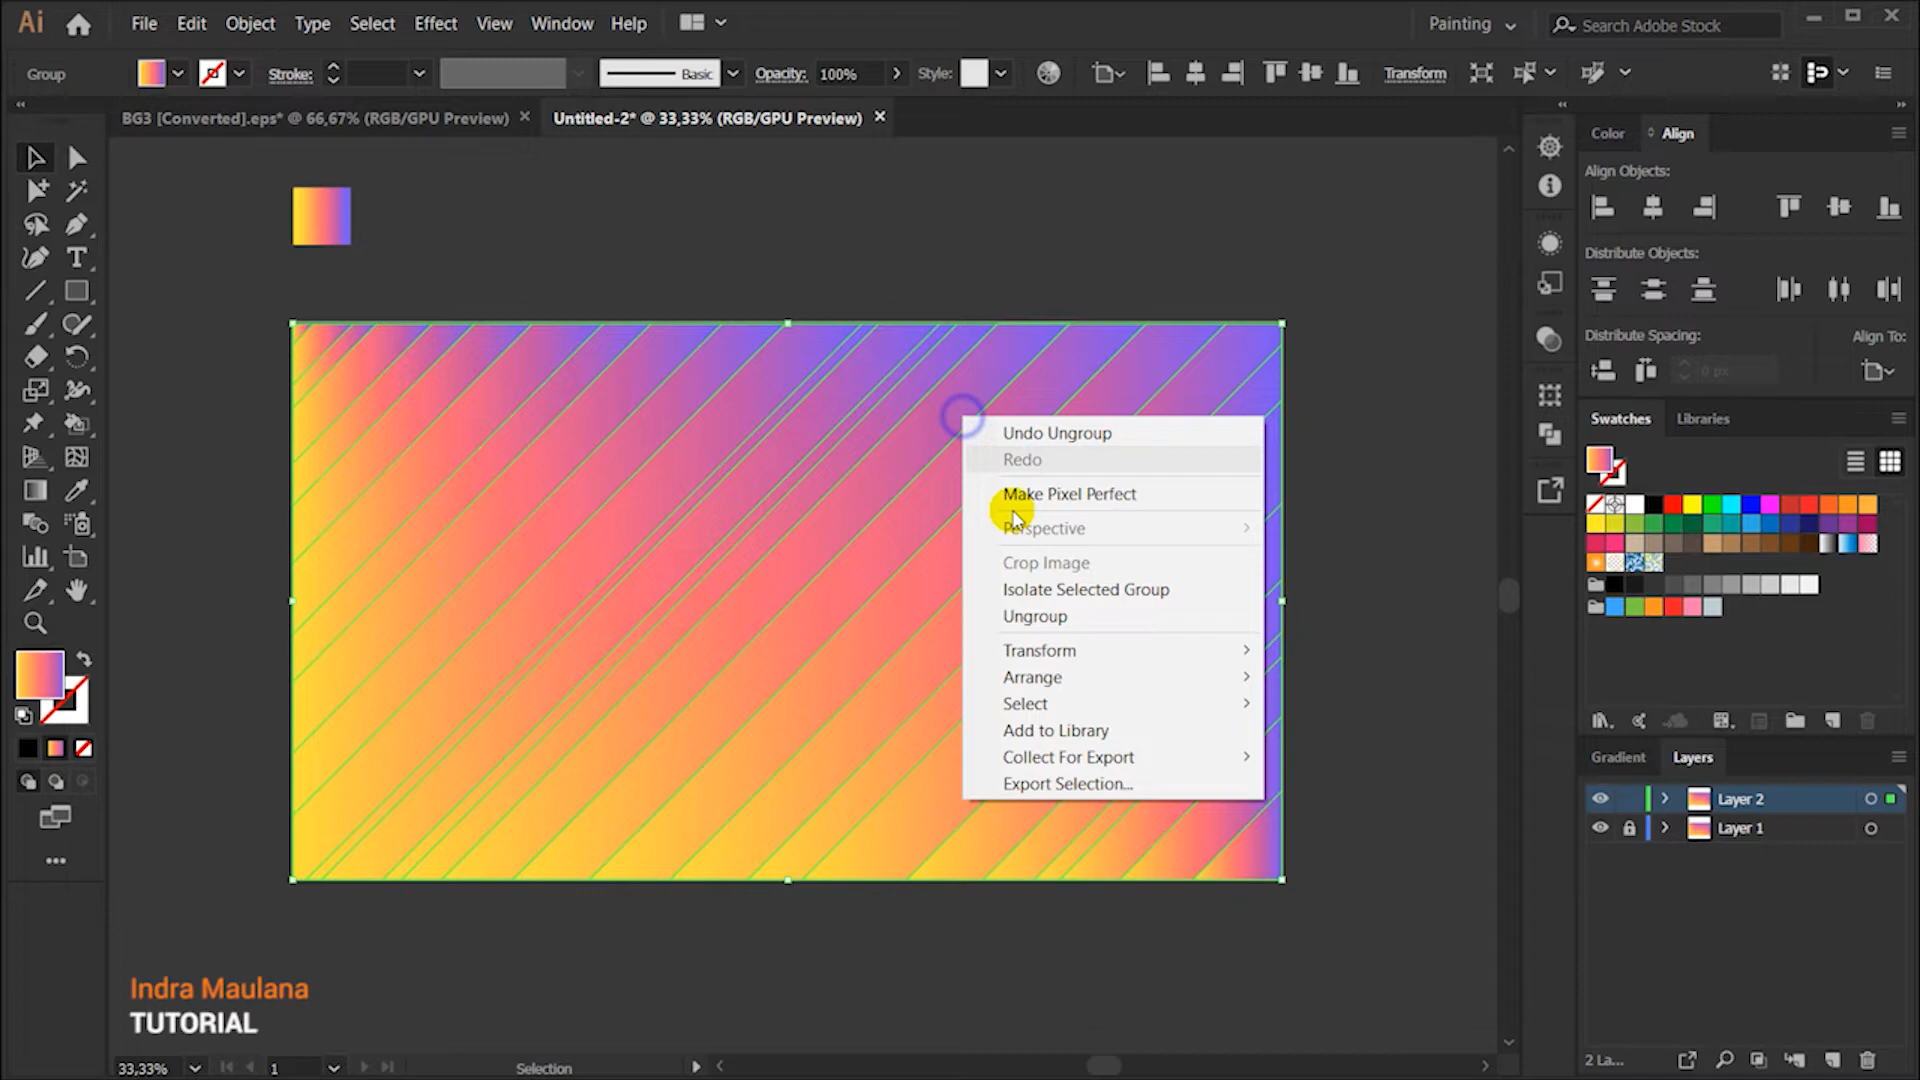 Ai File Edit Object Type Select Effect View Window Help Painting Search Adobe Stock
Group Stroke: Basic Opacity: 100% Style: Transform
BG3 [Converted].eps* @ 66,67% (RGB/GPU Preview) Untitled-2* @ 33,33% (RGB/GPU Preview)
Color Align
Align Objects:
Distribute Objects:
Distribute Spacing: Align To:
0 px
Swatches Libraries
Undo Ungroup
Redo
Make Pixel Perfect
Perspective
Crop Image
Isolate Selected Group
Ungroup
Transform
Arrange
Select
Add to Library
Collect For Export
Export Selection...
Gradient Layers
Layer 2
Layer 1
Indra Maulana
TUTORIAL
33,33% 1 Selection
2 La...